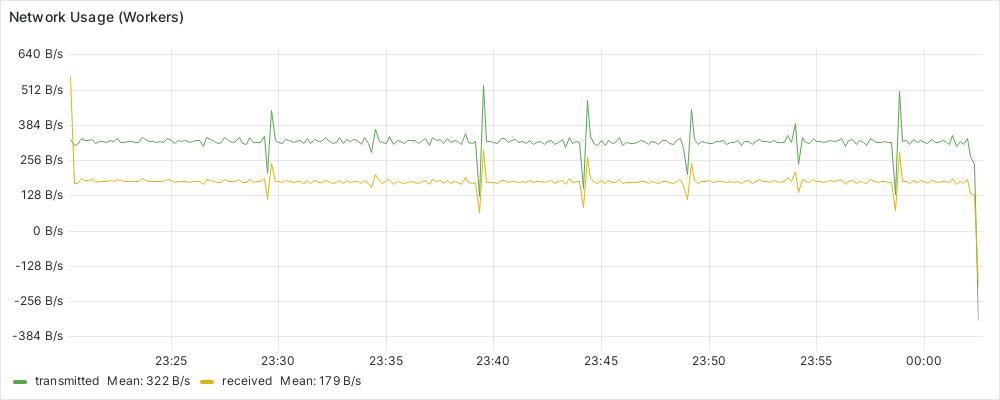 Network Usage (Workers)
640 B/s
512 B/s
384 B/s
256 B/s
128 B/s
0 B/s
-128 B/s
-256 B/s
-384 B/s
23:25 23:30 23:35 23:40 23:45 23:50 23:55 00:00
transmitted Mean: 322 B/s received Mean: 179 B/s